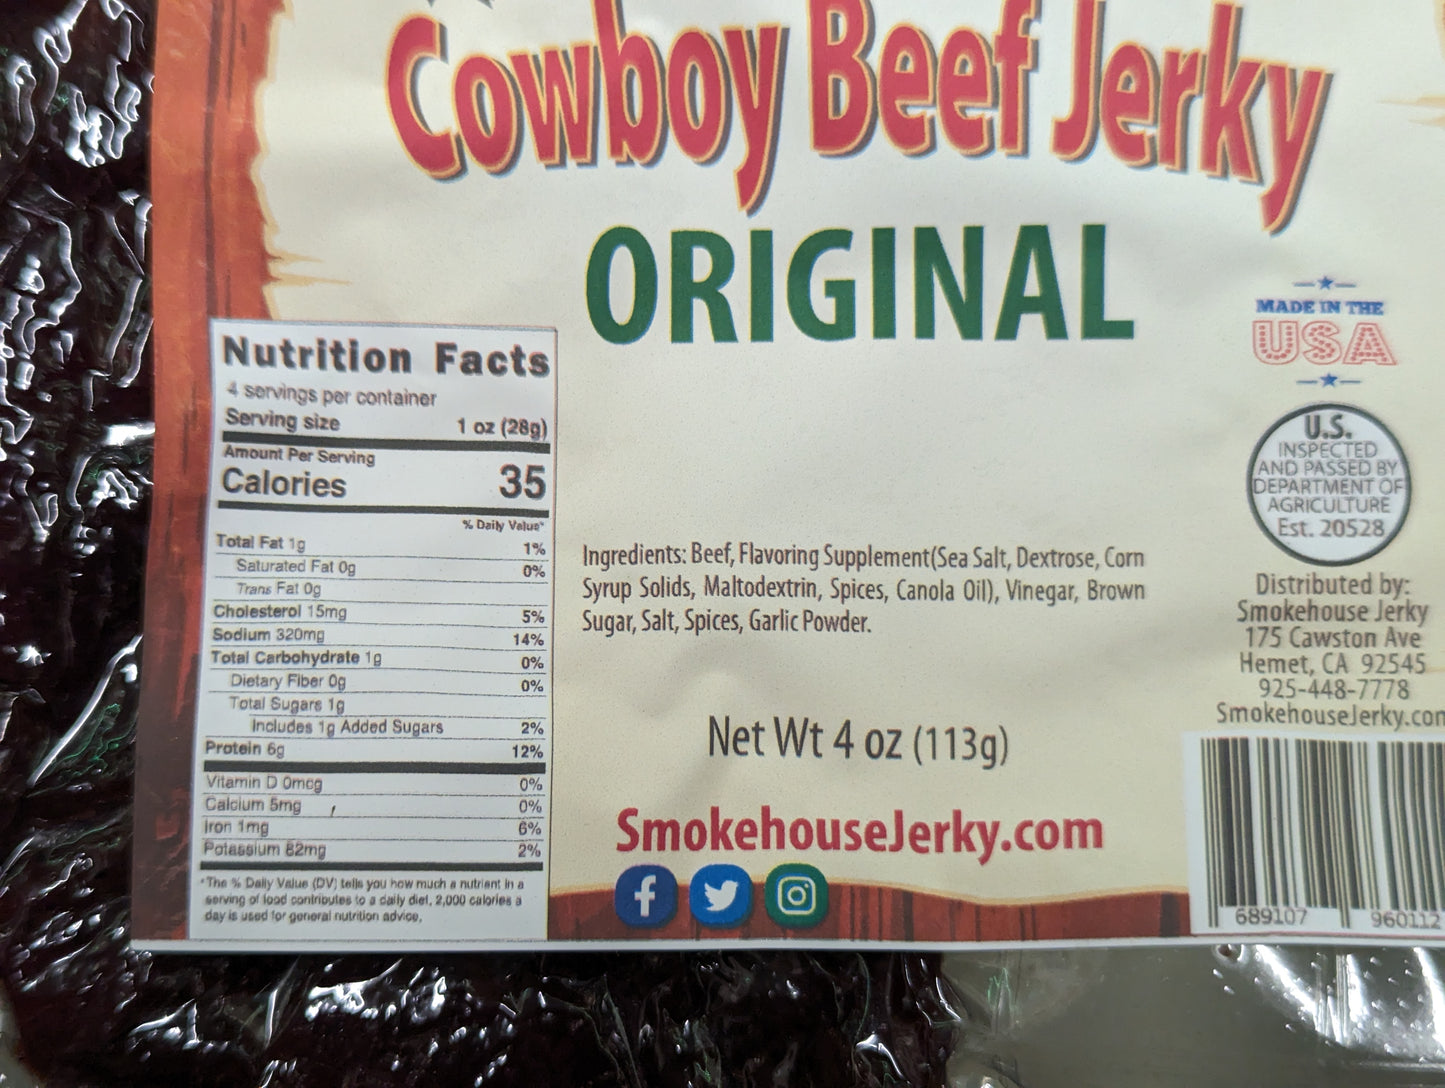 Cowboy Beef Jerky
ORIGINAL
Nutrition Facts
4 servings per container
Serving size 1 oz (28g)
Amount Per Serving
Calories 35
% Daily Value*
Total Fat 1g 1%
Saturated Fat 0g 0%
Trans Fat 0g
Cholesterol 15mg 5%
Sodium 320mg 14%
Total Carbohydrate 1g 0%
Dietary Fiber 0g 0%
Total Sugars 1g
Includes 1g Added Sugars 2%
Protein 6g 12%
Vitamin D 0mcg 0%
Calcium 5mg 0%
Iron 1mg 6%
Potassium 82mg 2%
*The % Daily Value (DV) tells you how much a nutrient in a
serving of food contributes to a daily diet, 2,000 calories a
day is used for general nutrition advice.
Ingredients: Beef, Flavoring Supplement(Sea Salt, Dextrose, Corn
Syrup Solids, Maltodextrin, Spices, Canola Oil), Vinegar, Brown
Sugar, Salt, Spices, Garlic Powder.
Net Wt 4 oz (113g)
SmokehouseJerky.com
MADE IN THE
USA
U.S.
INSPECTED
AND PASSED BY
DEPARTMENT OF
AGRICULTURE
Est. 20528
Distributed by:
Smokehouse Jerky
175 Cawston Ave
Hemet, CA 92545
925-448-7778
SmokehouseJerky.com
689107 960112